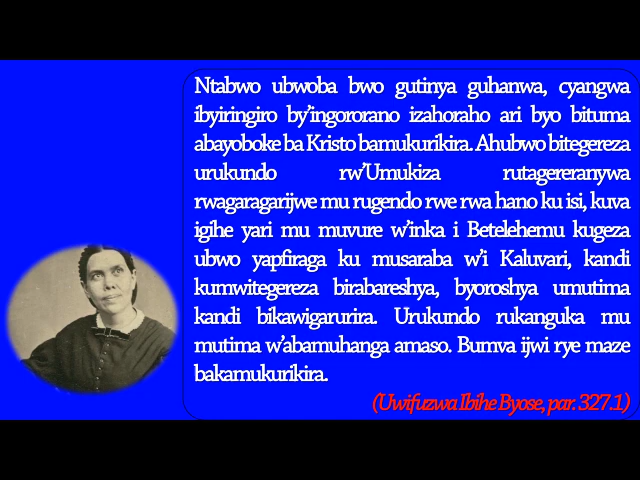 Ntabwo ubwoba bwo gutinya guhanwa, cyangwa
ibyiringiro by'ingororano izahoraho ari byo bituma
abayoboke ba Kristo bamukurikira. Ahubwo bitegereza
urukundo rw'Umukiza rutagereranywa
rwagaragarijwe mu rugendo rwe rwa hano ku isi, kuva
igihe yari mu muvure w'inka i Betelehemu kugeza
ubwo yapfiraga ku musaraba w'i Kaluvari, kandi
kumwitegereza birabareshya, byoroshya umutima
kandi bikawigarurira. Urukundo rukanguka mu
mutima w'abamuhanga amaso. Bumva ijwi rye maze
bakamukurikira.
(Uwifuzwa Ibihe Byose, par. 327.1)